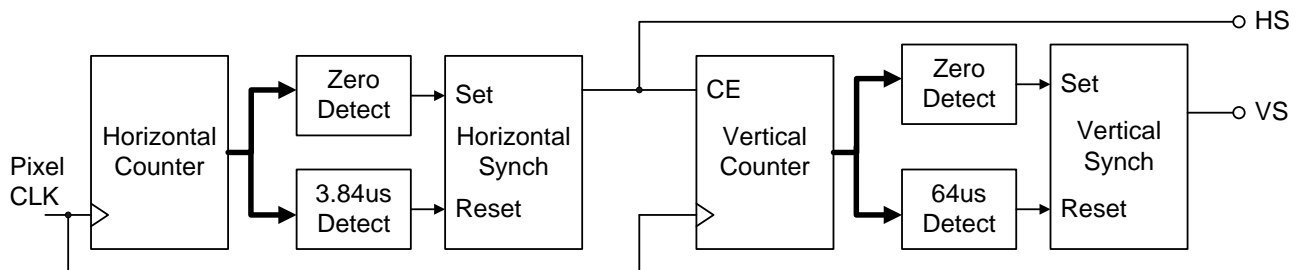 Pixel
CLK
Horizontal
Counter
Zero
Detect
3.84us
Detect
Set
Horizontal
Synch
Reset
CE
Vertical
Counter
Zero
Detect
64us
Detect
Set
Vertical
Synch
Reset
HS
VS